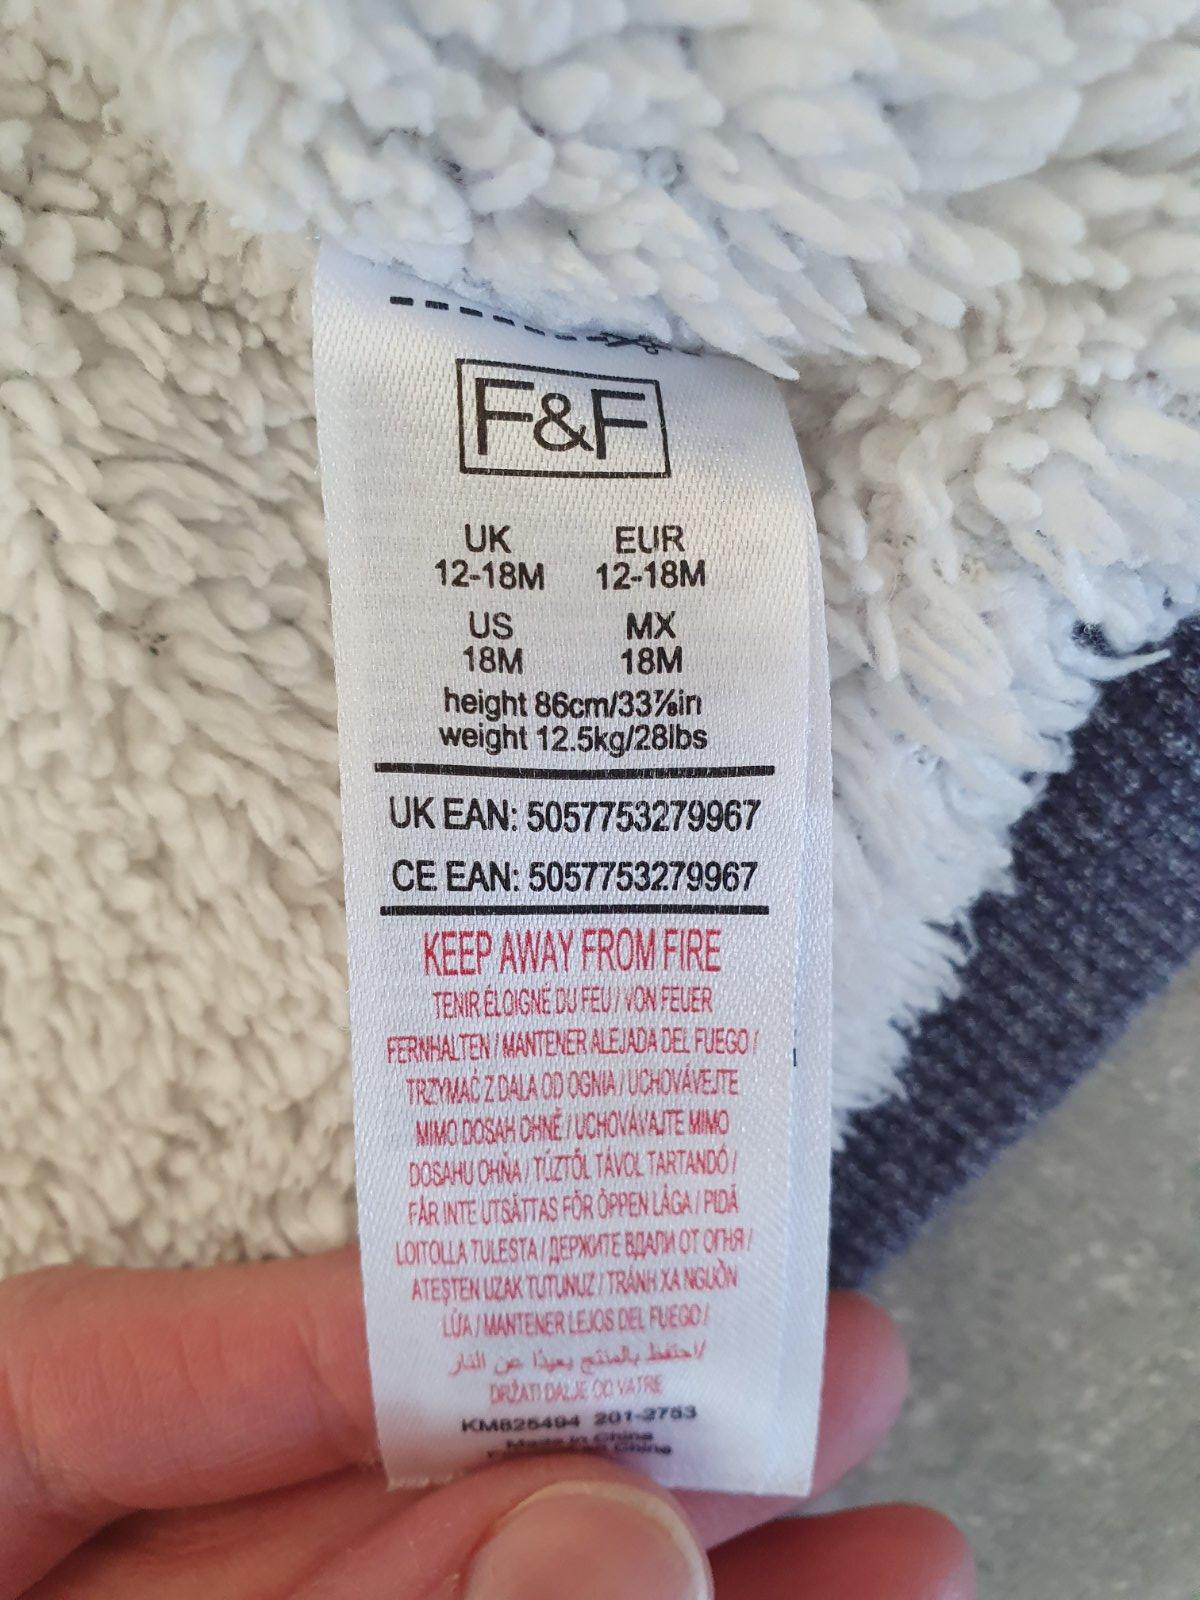 F&F
UK EUR
12-18M 12-18M
US MX
18M 18M
height 86cm/33⅞in
weight 12.5kg/28lbs
UK EAN: 5057753279967
CE EAN: 5057753279967
KEEP AWAY FROM FIRE
TENIR ÉLOIGNÉ DU FEU / VON FEUER
FERNHALTEN / MANTENER ALEJADA DEL FUEGO /
TRZYMAĆ Z DALA OD OGNIA / UCHOVÁVEJTE
MIMO DOSAH OHNĚ / UCHOVÁVAJTE MIMO
DOSAHU OHŇA / TŰZTŐL TÁVOL TARTANDÓ /
FÅR INTE UTSÄTTAS FÖR ÖPPEN LÅGA / PIDÄ
LOITOLLA TULESTA / ДЕРЖИТЕ ВДАЛИ ОТ ОГНЯ /
ATEŞTEN UZAK TUTUNUZ / TRÁNH XA NGUỒN
LỬA / MANTENER LEJOS DEL FUEGO /
احتفظ بالمنتج بعيدًا عن النار/
DRŽATI DALJE OD VATRE
KM825494 201-2753
Made in China
China